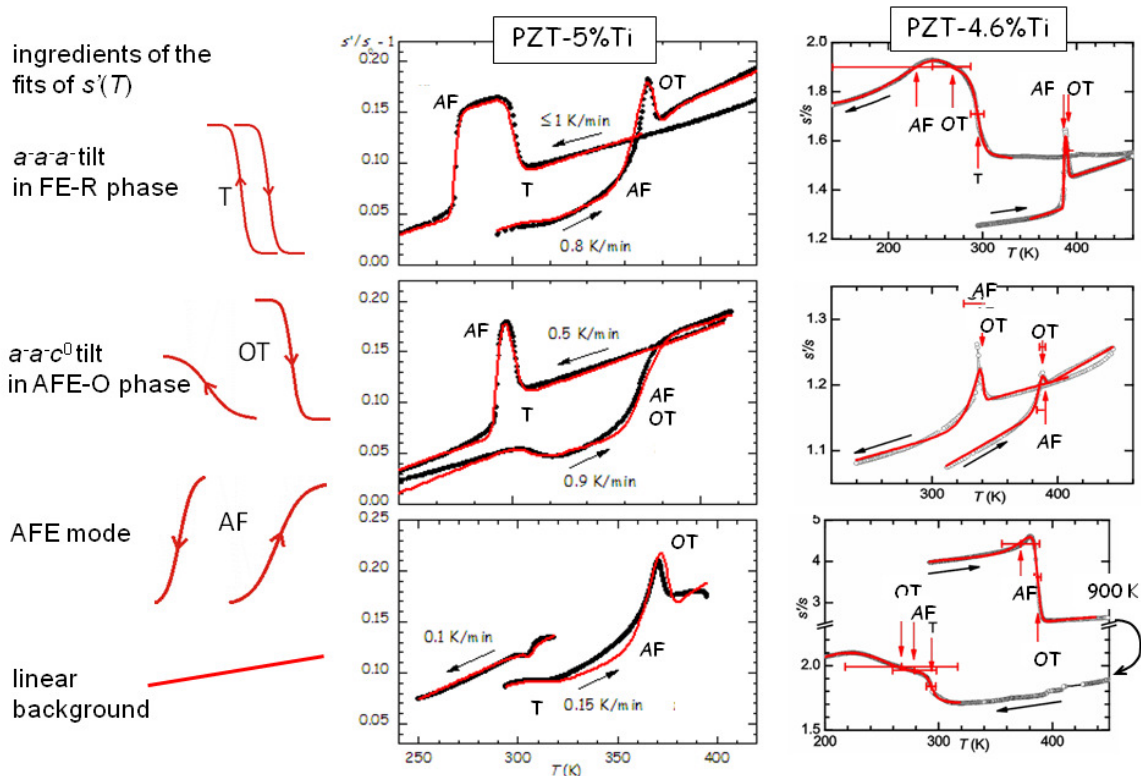 ingredients of the
fits of s'(T)
a-a-a- tilt
in FE-R phase
T
a-a-c0 tilt
in AFE-O phase
OT
AFE mode
AF
linear
background
s'/s0 - 1
PZT-5%Ti
0.20
0.15
0.10
0.05
0.00
AF
OT
≤1 K/min
T
AF
0.8 K/min
0.20
0.15
0.10
0.05
0.00
AF
0.5 K/min
T
AF
OT
0.9 K/min
0.25
0.20
0.15
0.10
0.05
OT
0.1 K/min
AF
T
0.15 K/min
250
300
350
400
T (K)
PZT-4.6%Ti
s'/s
2.0
1.8
1.6
1.4
1.2
AF
OT
T
AF
OT
200
300
400
T (K)
s'/s
1.3
1.2
1.1
AF
OT
OT
AF
300
400
s'/s
5
4
2.0
1.5
AF
OT
900 K
OT
AF
T
200
300
400
T (K)